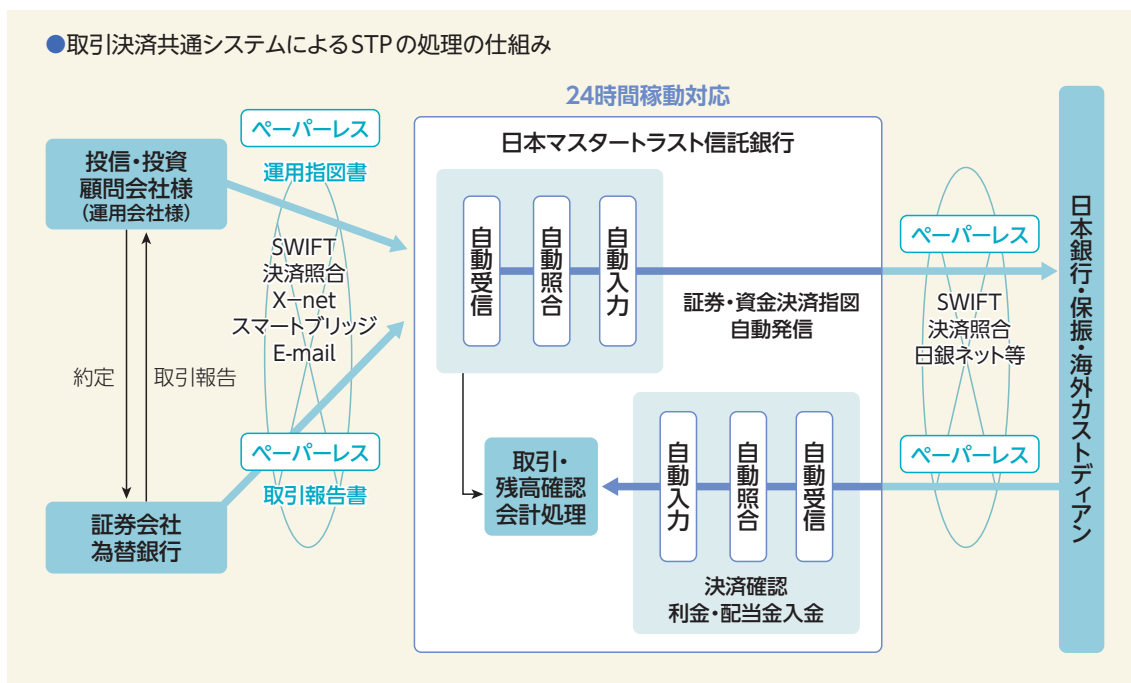 ●取引決済共通システムによるSTPの処理の仕組み
24時間稼動対応
ペーパーレス
運用指図書
投信・投資
顧問会社様
(運用会社様)
SWIFT
決済照合
X−net
スマートブリッジ
E-mail
約定
取引報告
ペーパーレス
取引報告書
証券会社
為替銀行
日本マスタートラスト信託銀行
自動受信
自動照合
自動入力
証券・資金決済指図
自動発信
取引・
残高確認
会計処理
自動入力
自動照合
自動受信
決済確認
利金・配当金入金
ペーパーレス
SWIFT
決済照合
日銀ネット等
ペーパーレス
日本銀行・保振・海外カストディアン